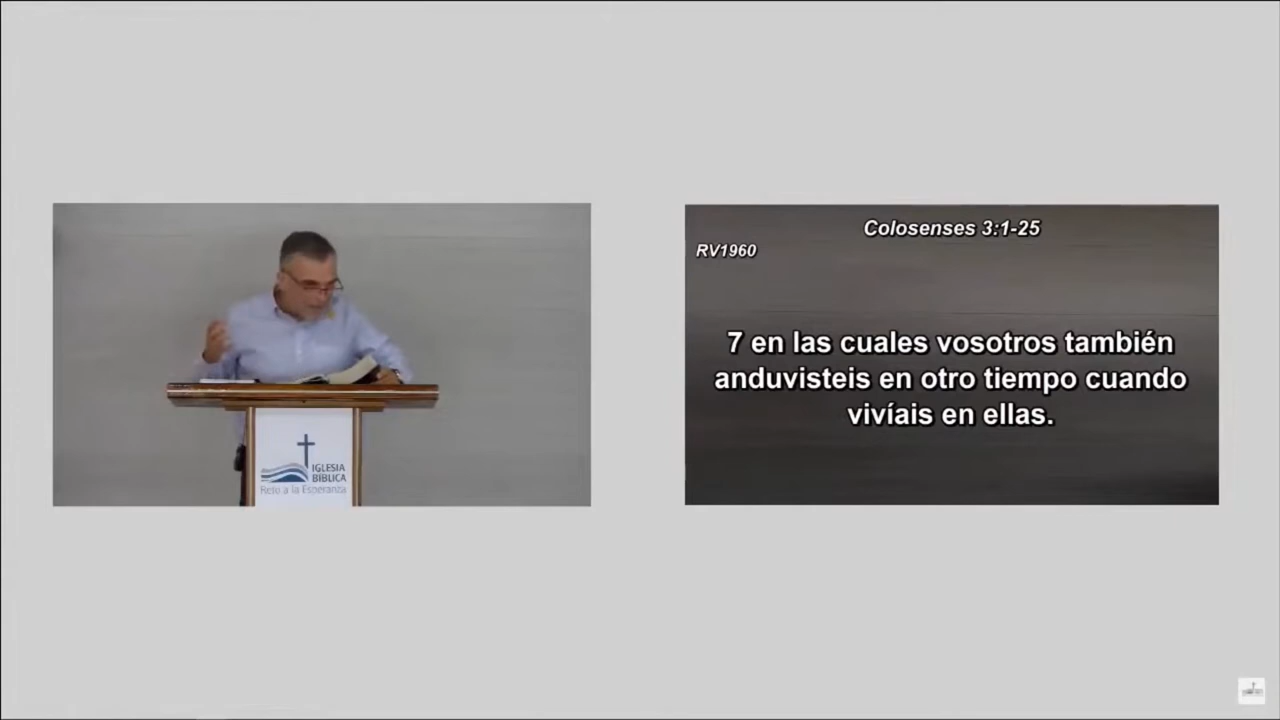 IGLESIA
BÍBLICA
Reto a la Esperanza
Colosenses 3:1-25
RV1960
7 en las cuales vosotros también
anduvisteis en otro tiempo cuando
vivíais en ellas.